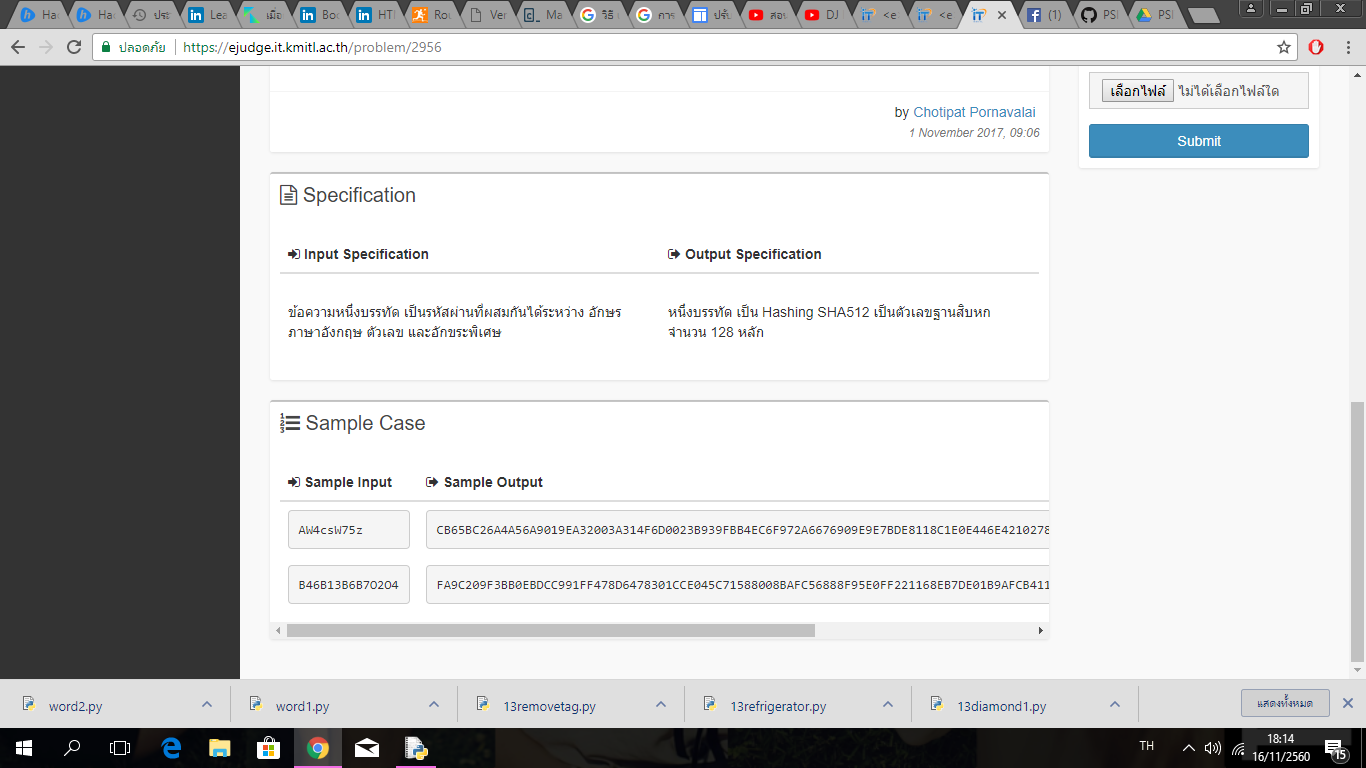 Ha
Ha
ประ
Lea
เมื่อ
Boo
HTI
Rou
Ver
Ma
วิธี
การ
ปรับ
สอน
DJ
<e
<e
(1)
PSI
PSI
ปลอดภัย
https://ejudge.it.kmitl.ac.th/problem/2956
เลือกไฟล์ ไม่ได้เลือกไฟล์ใด
Submit
by Chotipat Pornavalai
1 November 2017, 09:06
Specification
Input Specification
Output Specification
ข้อความหนึ่งบรรทัด เป็นรหัสผ่านที่ผสมกันได้ระหว่าง อักษร
ภาษาอังกฤษ ตัวเลข และอักขระพิเศษ
หนึ่งบรรทัด เป็น Hashing SHA512 เป็นตัวเลขฐานสิบหก
จำนวน 128 หลัก
Sample Case
Sample Input
Sample Output
AW4csW75z
CB65BC26A4A56A9019EA32003A314F6D0023B939FBB4EC6F972A6676909E9E7BDE8118C1E0E446E4210278
B46B13B6B7O2O4
FA9C209F3BB0EBDCC991FF478D6478301CCE045C71588008BAFC56888F95E0FF221168EB7DE01B9AFCB411
word2.py
word1.py
13removetag.py
13refrigerator.py
13diamond1.py
แสดงทั้งหมด
TH
18:14
16/11/2560
15